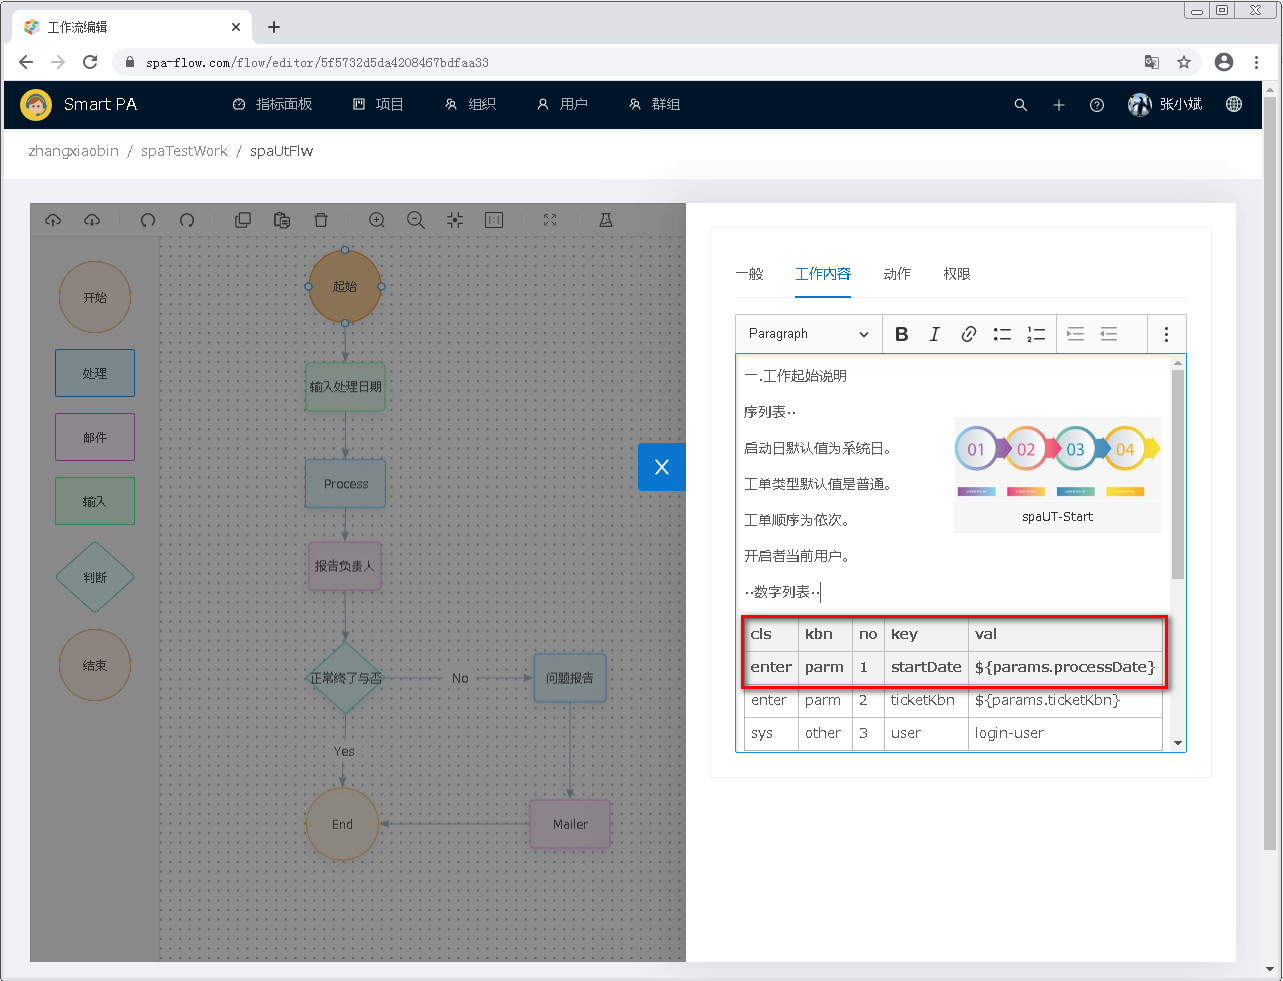 工作流编辑
spa-flow.com/flow/editor/5f5732d5da4208467bdfaa33
Smart PA
指标面板
项目
组织
用户
群组
张小斌
zhangxiaobin / spaTestWork / spaUtFlw
开始
处理
邮件
输入
判断
结束
起始
输入处理日期
Process
报告负责人
正常终了与否
No
问题报告
Yes
End
Mailer
X
一般
工作内容
动作
权限
Paragraph
一.工作起始说明
序列表··
启动日默认值为系统日。
工单类型默认值是普通。
工单顺序为依次。
开启者当前用户。
··数字列表··
01 02 03 04
spaUT-Start
cls kbn no key val
enter parm 1 startDate ${params.processDate}
enter parm 2 ticketKbn ${params.ticketKbn}
sys other 3 user login-user